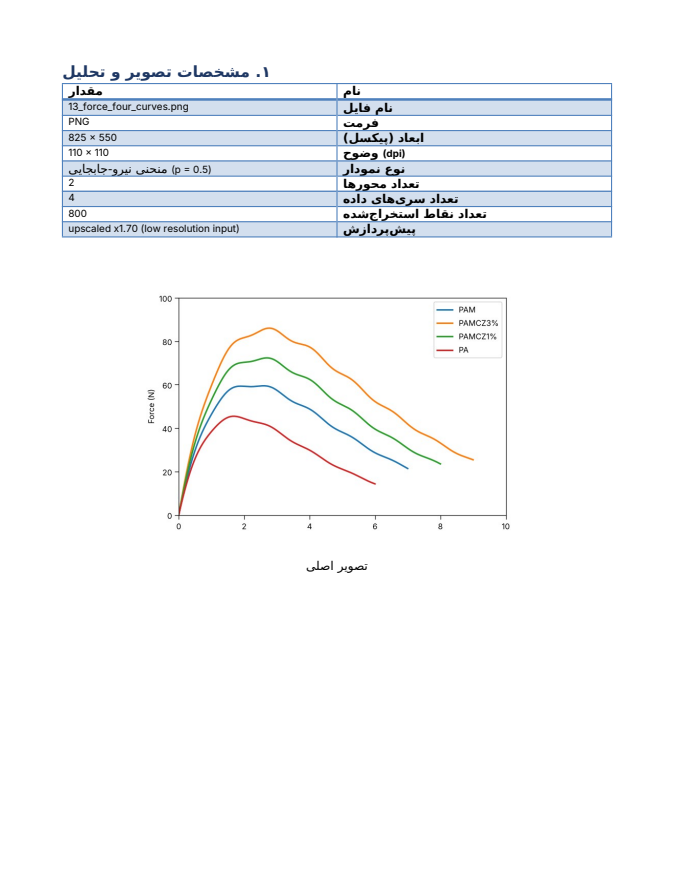 ۱. مشخصات تصویر و تحلیل
نام	مقدار
نام فایل	13_force_four_curves.png
فرمت	PNG
ابعاد (پیکسل)	825 × 550
وضوح (dpi)	110 × 110
نوع نمودار	منحنی نیرو-جابجایی (p = 0.5)
تعداد محورها	2
تعداد سری‌های داده	4
تعداد نقاط استخراج‌شده	800
پیش‌پردازش	upscaled x1.70 (low resolution input)
100
80
60
40
20
0
Force (N)
PAM
PAMCZ3%
PAMCZ1%
PA
0 2 4 6 8 10
تصویر اصلی